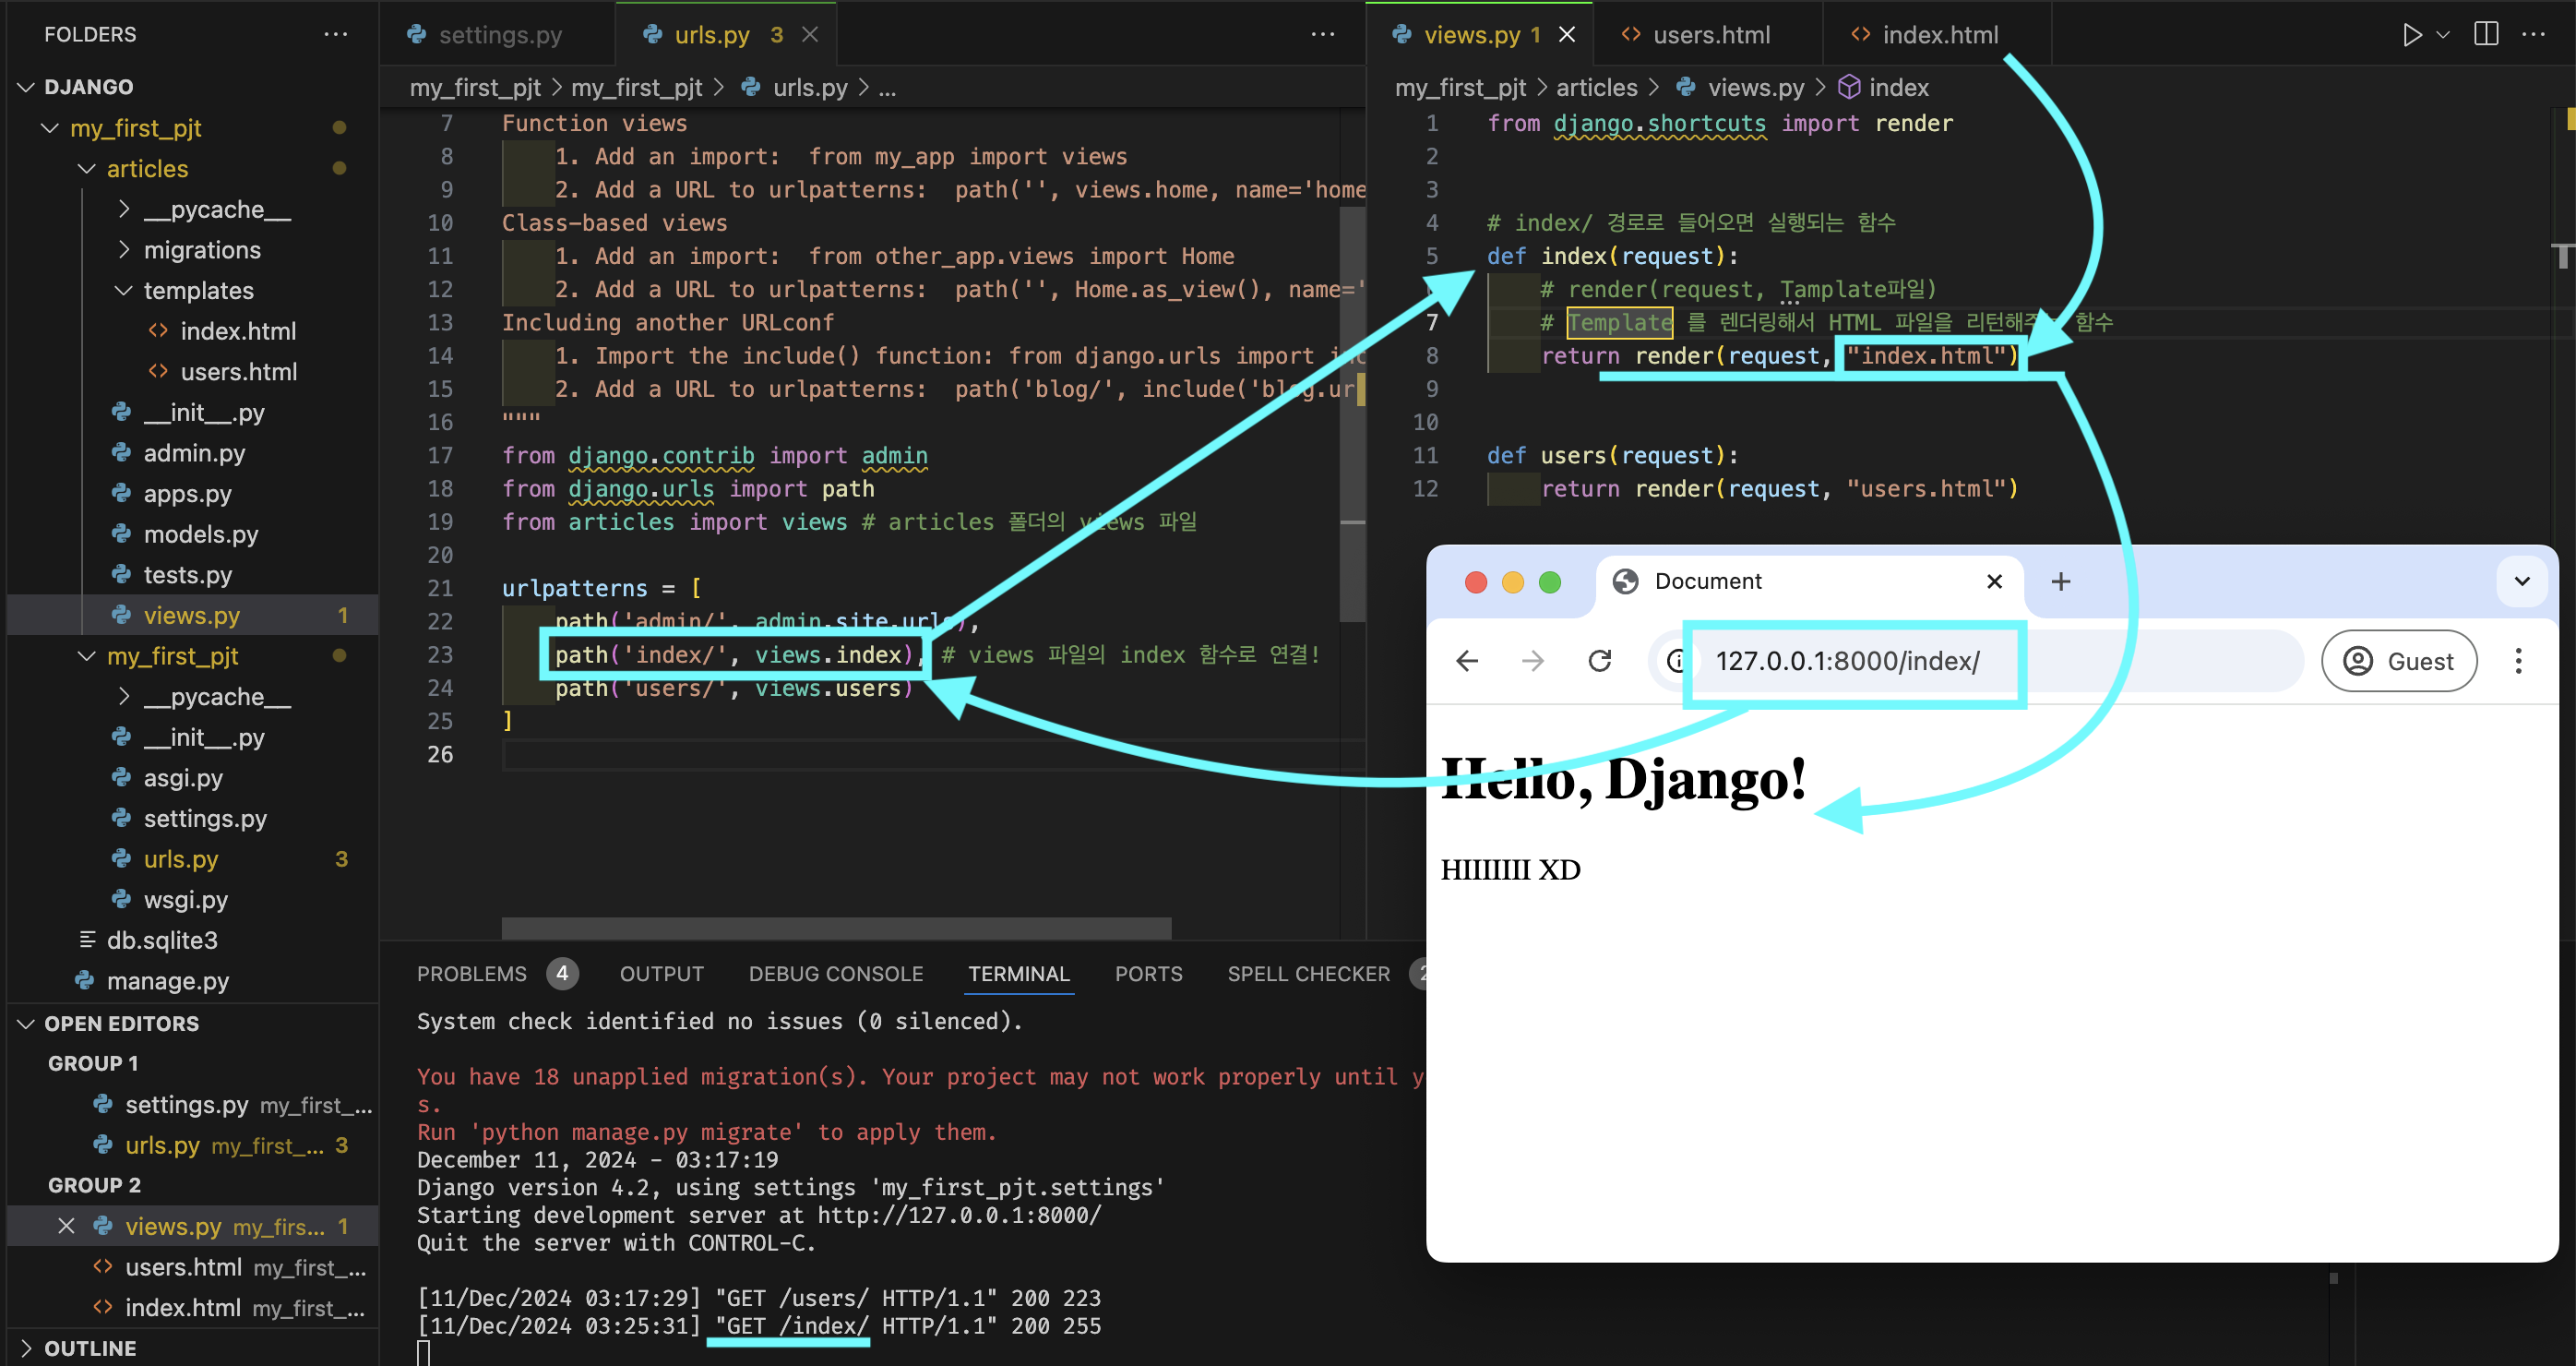 FOLDERS
DJANGO
my_first_pjt
articles
__pycache__
migrations
templates
index.html
users.html
__init__.py
admin.py
apps.py
models.py
tests.py
views.py 1
my_first_pjt
__pycache__
__init__.py
asgi.py
settings.py
urls.py 3
wsgi.py
db.sqlite3
manage.py
OPEN EDITORS
GROUP 1
settings.py my_first_...
urls.py my_first_... 3
GROUP 2
views.py my_firs... 1
users.html my_first_...
index.html my_first_...
OUTLINE
settings.py
urls.py 3
my_first_pjt > my_first_pjt > urls.py > ...
7 Function views
8 1. Add an import:  from my_app import views
9 2. Add a URL to urlpatterns:  path('', views.home, name='home
10 Class-based views
11 1. Add an import:  from other_app.views import Home
12 2. Add a URL to urlpatterns:  path('', Home.as_view(), name='
13 Including another URLconf
14 1. Import the include() function: from django.urls import inc
15 2. Add a URL to urlpatterns:  path('blog/', include('blog.ur
16 """
17 from django.contrib import admin
18 from django.urls import path
19 from articles import views # articles 폴더의 views 파일
20
21 urlpatterns = [
22 path('admin/', admin.site.urls),
23 path('index/', views.index), # views 파일의 index 함수로 연결!
24 path('users/', views.users)
25 ]
26
views.py 1
users.html
index.html
my_first_pjt > articles > views.py > index
1 from django.shortcuts import render
2
3
4 # index/ 경로로 들어오면 실행되는 함수
5 def index(request):
# render(request, Tamplate파일)
7 # Template 를 렌더링해서 HTML 파일을 리턴해주 함수
8 return render(request, "index.html")
9
10
11 def users(request):
12 return render(request, "users.html")
Document
127.0.0.1:8000/index/
Guest
Hello, Django!
HIIIIIII XD
PROBLEMS 4 OUTPUT DEBUG CONSOLE TERMINAL PORTS SPELL CHECKER 2
System check identified no issues (0 silenced).
You have 18 unapplied migration(s). Your project may not work properly until y
s.
Run 'python manage.py migrate' to apply them.
December 11, 2024 - 03:17:19
Django version 4.2, using settings 'my_first_pjt.settings'
Starting development server at http://127.0.0.1:8000/
Quit the server with CONTROL-C.
[11/Dec/2024 03:17:29] "GET /users/ HTTP/1.1" 200 223
[11/Dec/2024 03:25:31] "GET /index/ HTTP/1.1" 200 255